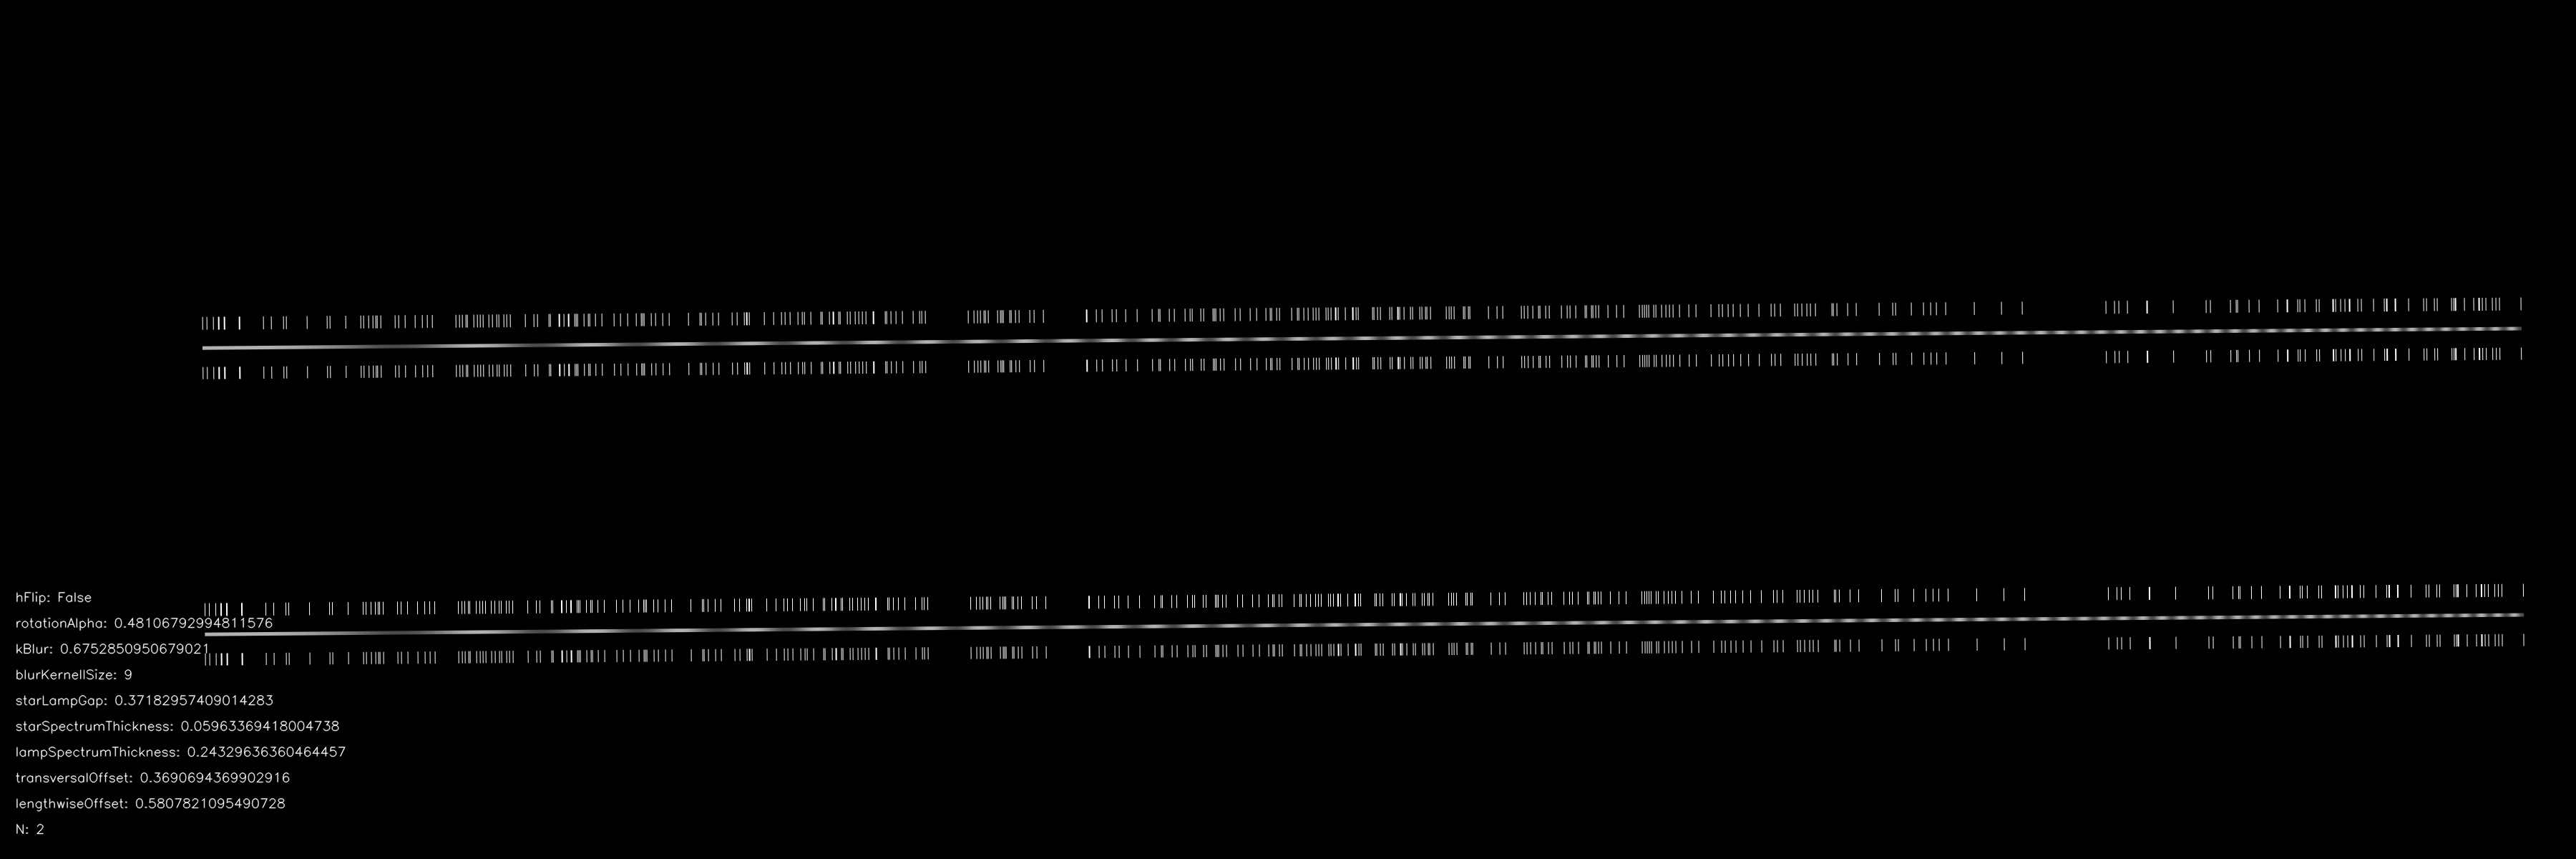 hFlip: False
rotationAlpha: 0.48106792994811576
kBlur: 0.6752850950679021
blurKernellSize: 9
starLampGap: 0.37182957409014283
starSpectrumThickness: 0.05963369418004738
lampSpectrumThickness: 0.24329636360464457
transversalOffset: 0.3690694369902916
lengthwiseOffset: 0.5807821095490728
N: 2